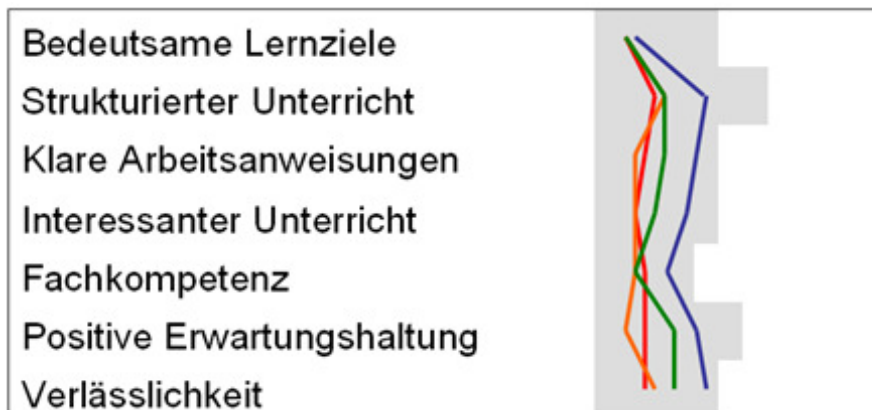 Bedeutsame Lernziele
Strukturierter Unterricht
Klare Arbeitsanweisungen
Interessanter Unterricht
Fachkompetenz
Positive Erwartungshaltung
Verlässlichkeit